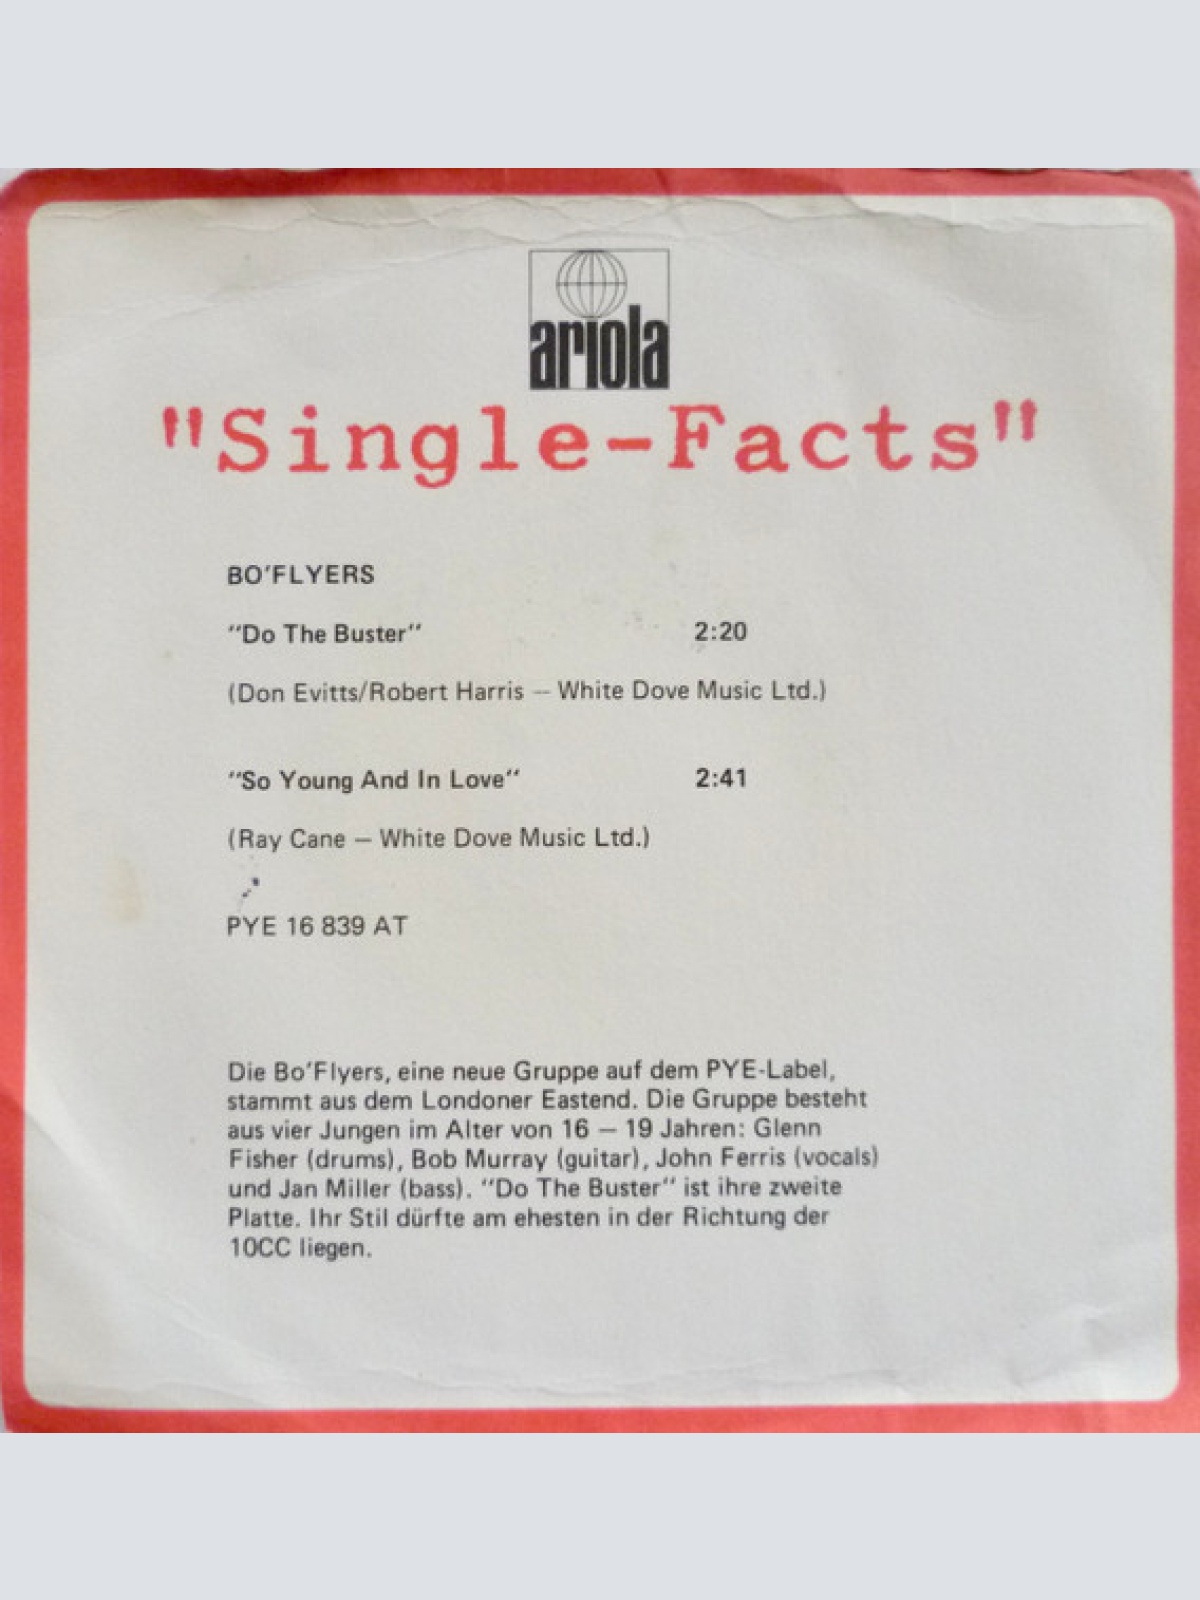 ariola
"Single-Facts"
BO'FLYERS
"Do The Buster" 2:20
(Don Evitts/Robert Harris — White Dove Music Ltd.)
"So Young And In Love" 2:41
(Ray Cane — White Dove Music Ltd.)
PYE 16 839 AT
Die Bo'Flyers, eine neue Gruppe auf dem PYE-Label,
stammt aus dem Londoner Eastend. Die Gruppe besteht
aus vier Jungen im Alter von 16 — 19 Jahren: Glenn
Fisher (drums), Bob Murray (guitar), John Ferris (vocals)
und Jan Miller (bass). "Do The Buster" ist ihre zweite
Platte. Ihr Stil dürfte am ehesten in der Richtung der
10CC liegen.